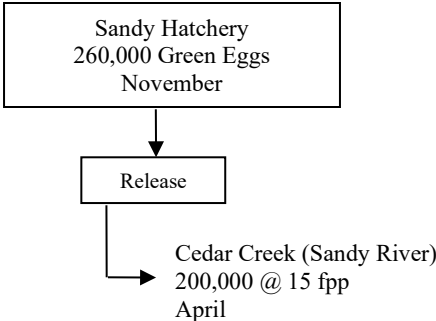 Sandy Hatchery
260,000 Green Eggs
November
Release
Cedar Creek (Sandy River)
200,000 @ 15 fpp
April